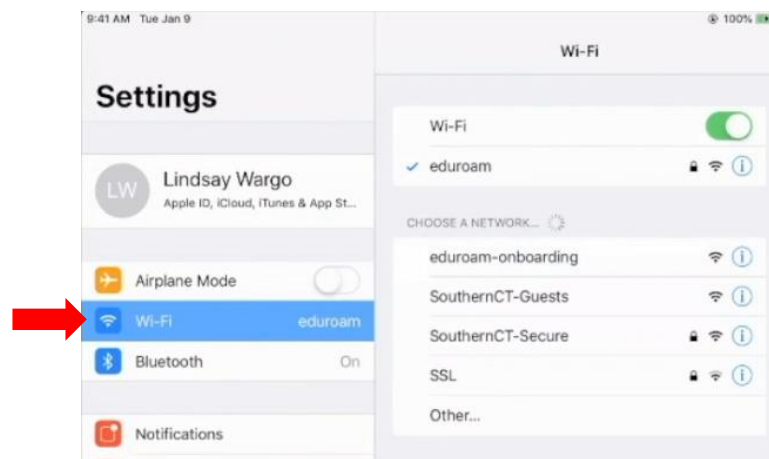 9:41 AM Tue Jan 9
100%
Settings
LW
Lindsay Wargo
Apple ID, iCloud, iTunes & App St...
Airplane Mode
Wi-Fi eduroam
Bluetooth On
Notifications
Wi-Fi
Wi-Fi
eduroam
CHOOSE A NETWORK...
eduroam-onboarding
SouthernCT-Guests
SouthernCT-Secure
SSL
Other...